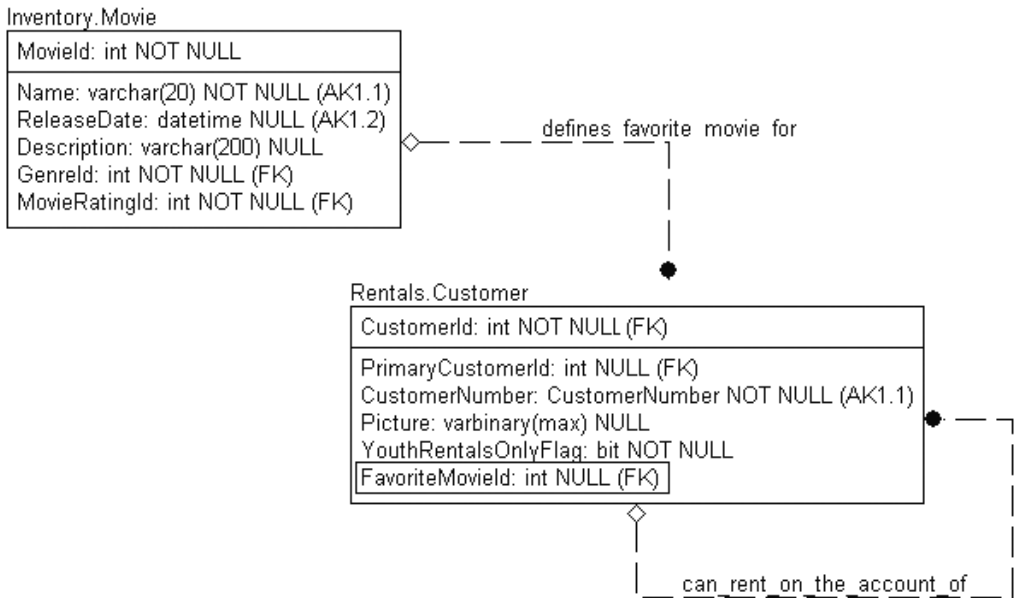 Inventory.Movie
MovieId: int NOT NULL
Name: varchar(20) NOT NULL (AK1.1)
ReleaseDate: datetime NULL (AK1.2)
Description: varchar(200) NULL
GenreId: int NOT NULL (FK)
MovieRatingId: int NOT NULL (FK)
defines favorite movie for
Rentals.Customer
CustomerId: int NOT NULL (FK)
PrimaryCustomerId: int NULL (FK)
CustomerNumber: CustomerNumber NOT NULL (AK1.1)
Picture: varbinary(max) NULL
YouthRentalsOnlyFlag: bit NOT NULL
FavoriteMovieId: int NULL (FK)
can_rent_on_the_account_of